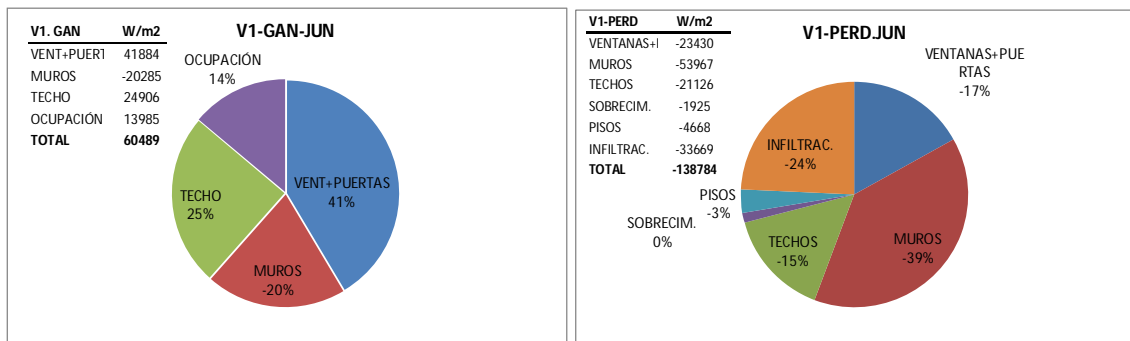 V1. GAN W/m2
VENT+PUERT 41884
MUROS -20285
TECHO 24906
OCUPACIÓN 13985
TOTAL 60489
V1-GAN-JUN
OCUPACIÓN
14%
VENT+PUERTAS
41%
TECHO
25%
MUROS
-20%
V1-PERD W/m2
VENTANAS+I -23430
MUROS -53967
TECHOS -21126
SOBRECIM. -1925
PISOS -4668
INFILTRAC. -33669
TOTAL -138784
V1-PERD.JUN
VENTANAS+PUE
RTAS
-17%
INFILTRAC.
-24%
PISOS
-3%
SOBRECIM.
0%
TECHOS
-15%
MUROS
-39%